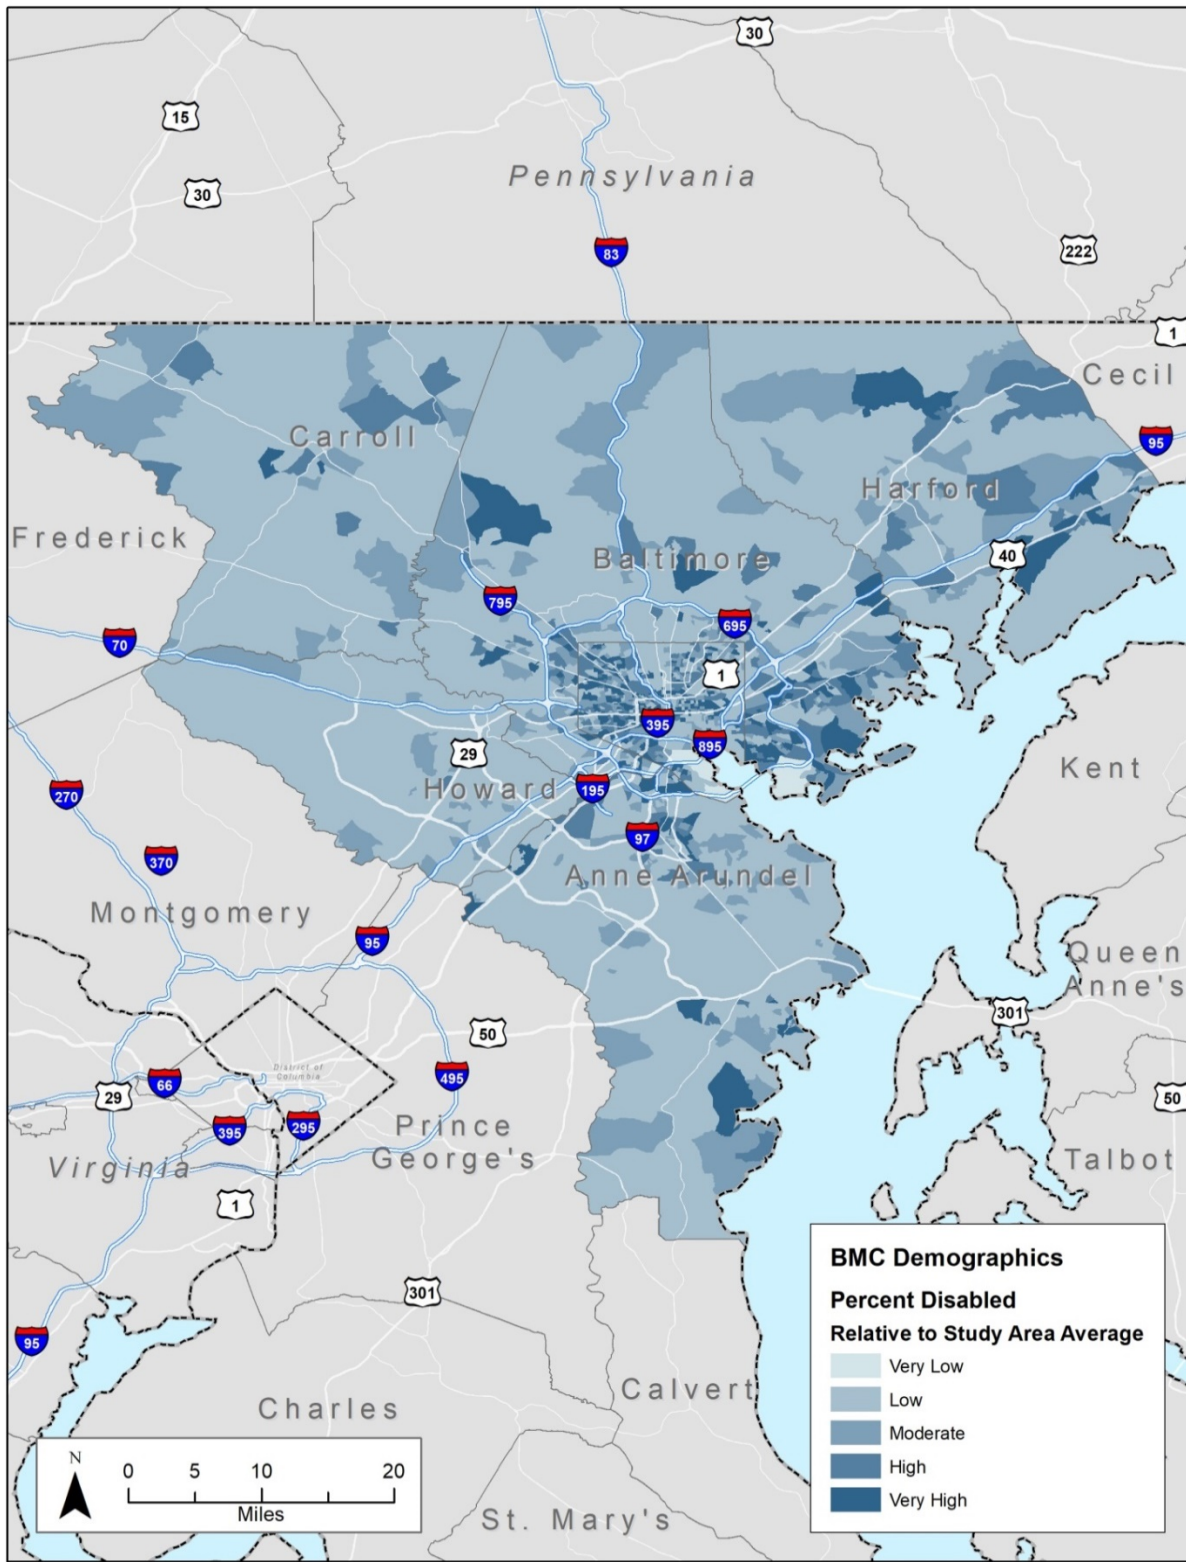 30
15
Pennsylvania
30
83
222
1
Cecil
Carroll
95
Harford
Frederick
40
Baltimore
795
695
70
1
395
895
29
Kent
Howard
195
270
97
370
Anne Arundel
Montgomery
95
Queen
Anne's
301
50
District of
Columbia
66
495
29
50
395
295
Prince
George's
Virginia
Talbot
1
301
95
Calvert
Charles
St. Mary's
BMC Demographics
Percent Disabled
Relative to Study Area Average
Very Low
Low
Moderate
High
Very High
N
0 5 10 20
Miles